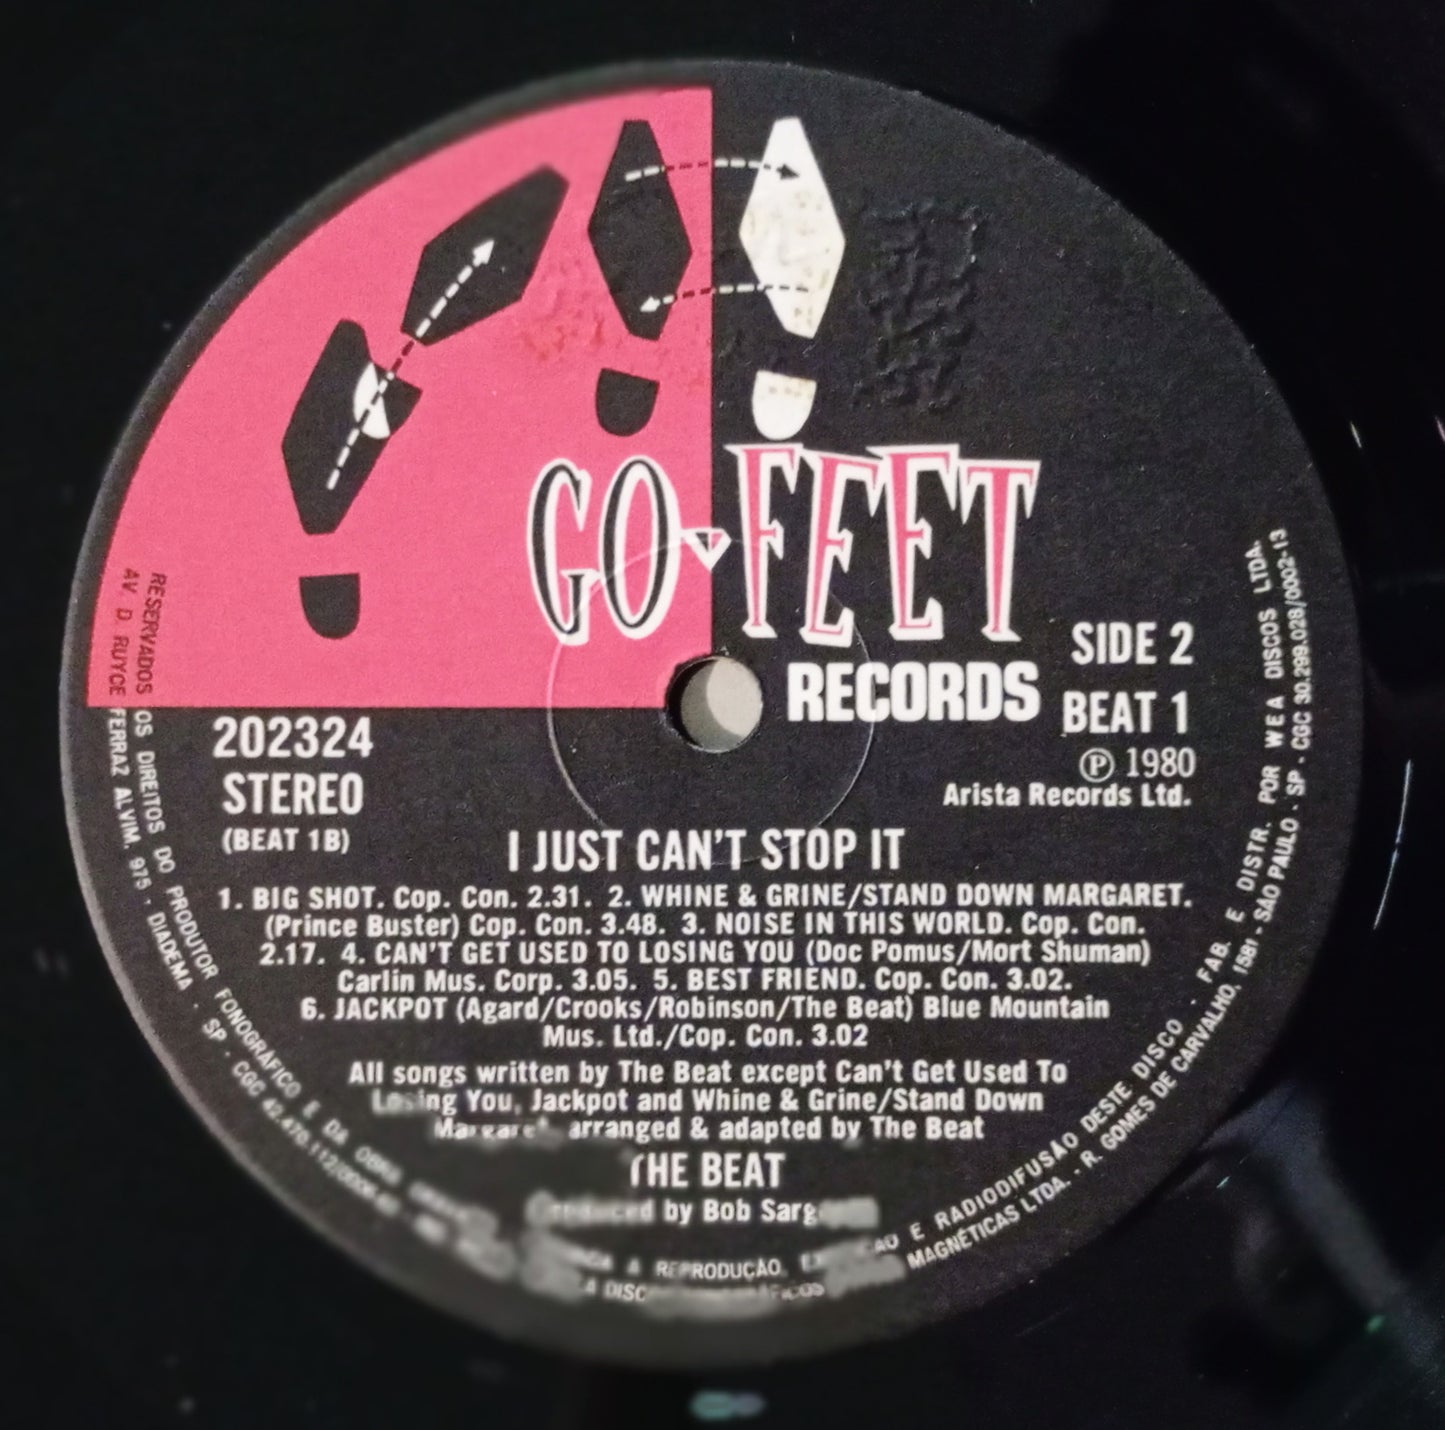 GO FEET
RECORDS
SIDE 2
BEAT 1
℗ 1980
Arista Records Ltd.
202324
STEREO
(BEAT 1B)
I JUST CAN'T STOP IT
1. BIG SHOT. Cop. Con. 2.31. 2. WHINE & GRINE/STAND DOWN MARGARET.
(Prince Buster) Cop. Con. 3.48. 3. NOISE IN THIS WORLD. Cop. Con.
2.17. 4. CAN'T GET USED TO LOSING YOU (Doc Pomus/Mort Shuman)
Carlin Mus. Corp. 3.05. 5. BEST FRIEND. Cop. Con. 3.02.
6. JACKPOT (Agard/Crooks/Robinson/The Beat) Blue Mountain
Mus. Ltd./Cop. Con. 3.02
All songs written by The Beat except Can't Get Used To
Losing You, Jackpot and Whine & Grine/Stand Down
Margaret, arranged & adapted by The Beat
THE BEAT
Produced by Bob
RESERVADOS OS DIREITOS DO PRODUTOR FONOGRÁFICO E DA OBRA A REPRODUÇÃO, E RADIODIFUSÃO DESTE DISCO . FAB. E DISTR. POR WEA DISCOS LTDA.
AV. D. RUYCE FERRAZ ALVIM, 975 - DIADEMA - SP - CGC MAGNÉTICAS LTDA. - R. GOMES DE CARVALHO, 1981 - SÃO PAULO - SP - CGC 30.299.028/0002-13